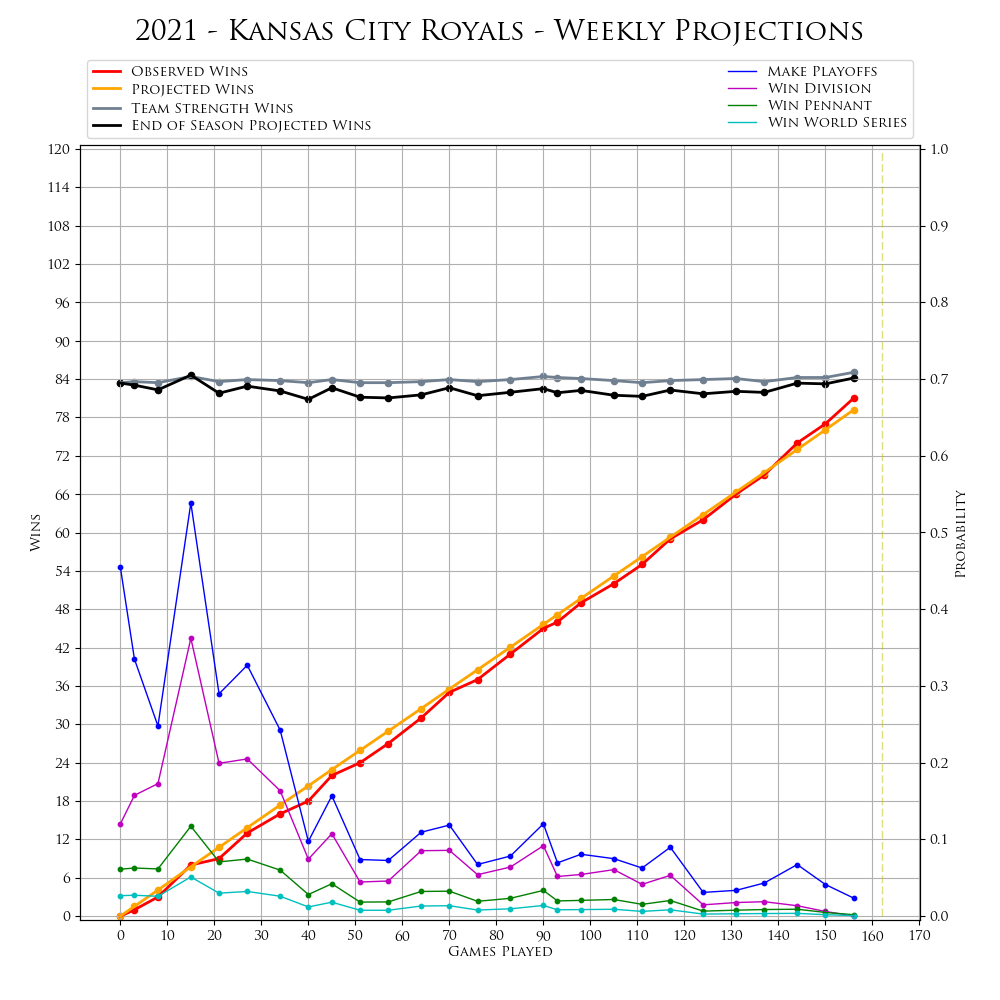 2021 - Kansas City Royals - Weekly Projections
Observed Wins
Projected Wins
Team Strength Wins
End of Season Projected Wins
Make Playoffs
Win Division
Win Pennant
Win World Series
120
114
108
102
96
90
84
78
72
66
60
54
48
42
36
30
24
18
12
6
0
Wins
1.0
0.9
0.8
0.7
0.6
0.5
0.4
0.3
0.2
0.1
0.0
Probability
0 10 20 30 40 50 60 70 80 90 100 110 120 130 140 150 160 170
Games Played